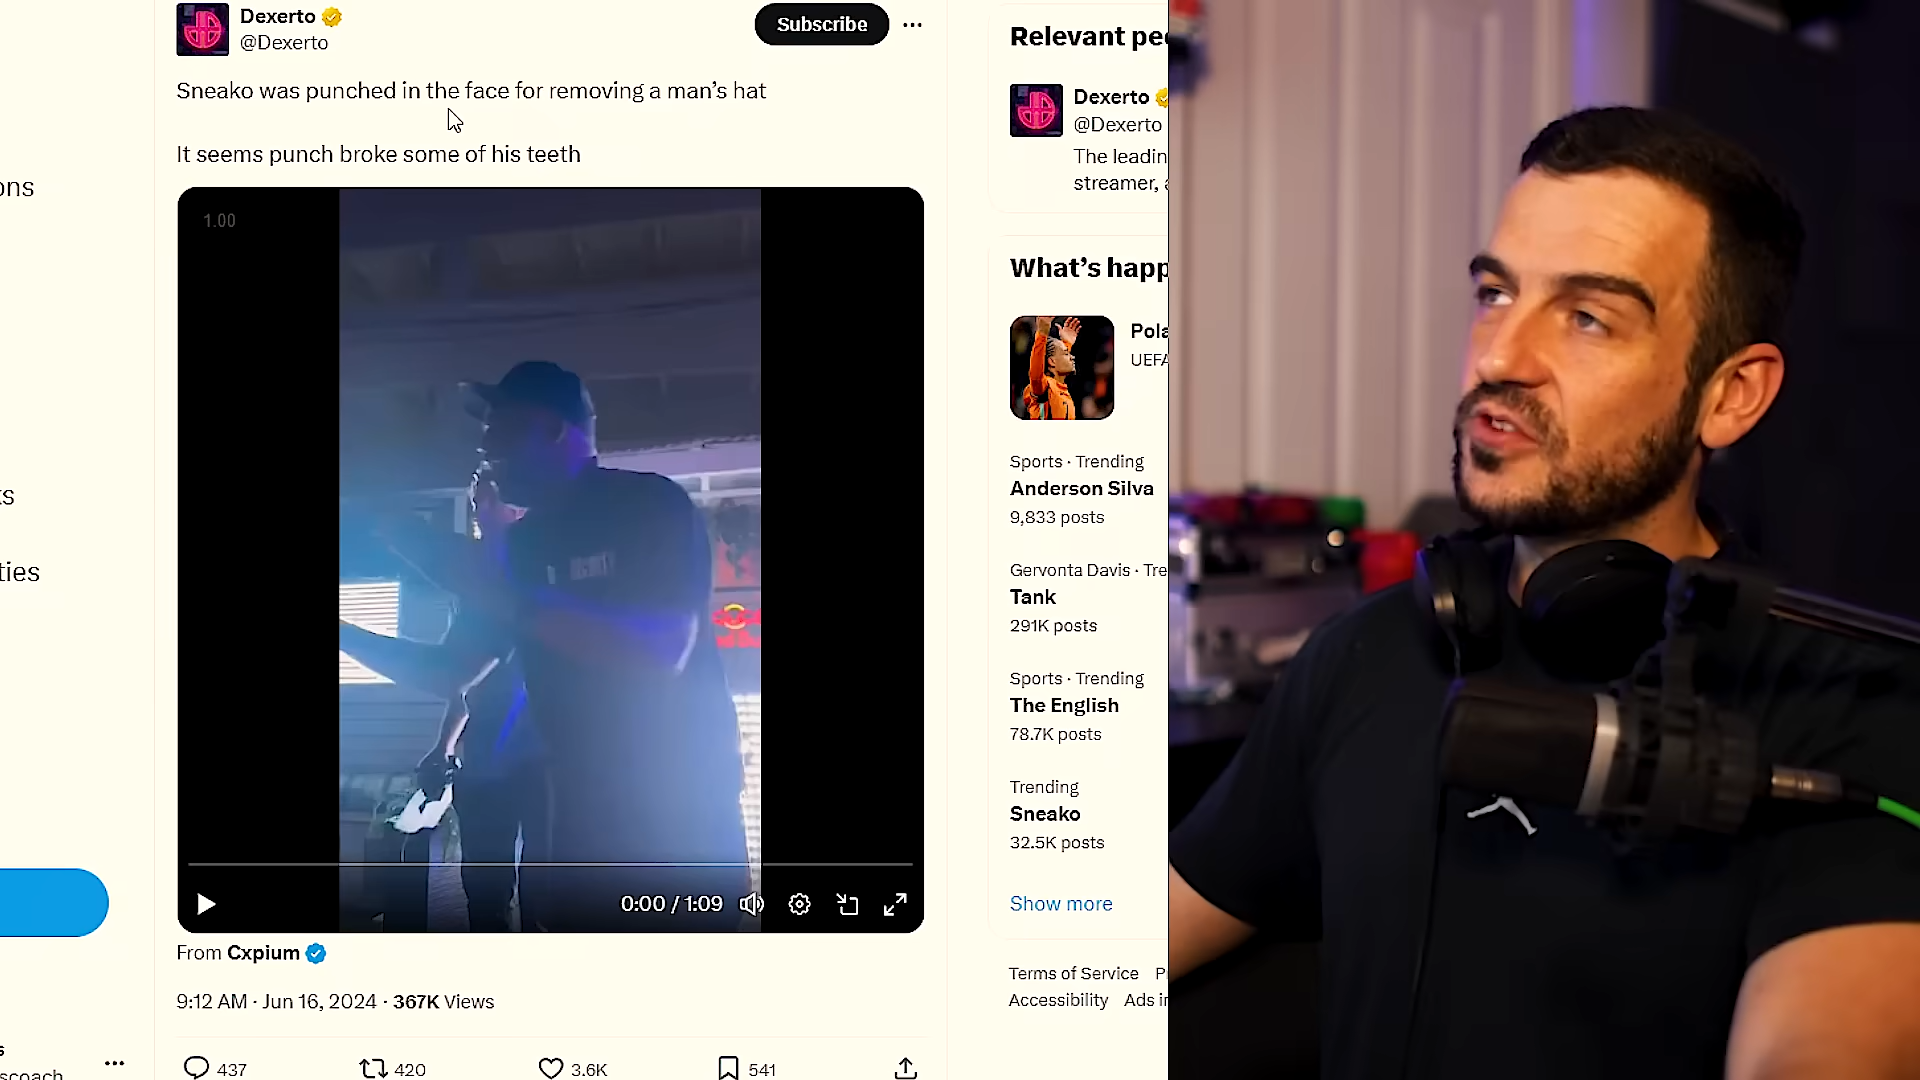 Dexerto
@Dexerto
Subscribe
Sneako was punched in the face for removing a man's hat
It seems punch broke some of his teeth
1.00
0:00 / 1:09
From Cxpium
9:12 AM · Jun 16, 2024 · 367K Views
437
420
3.6K
541
ons
ts
ties
s
scoach
Relevant pe
Dexerto
@Dexerto
The leadin
streamer, a
What's happ
Pola
UEFA
Sports · Trending
Anderson Silva
9,833 posts
Gervonta Davis · Tre
Tank
291K posts
Sports · Trending
The English
78.7K posts
Trending
Sneako
32.5K posts
Show more
Terms of Service P
Accessibility Ads i